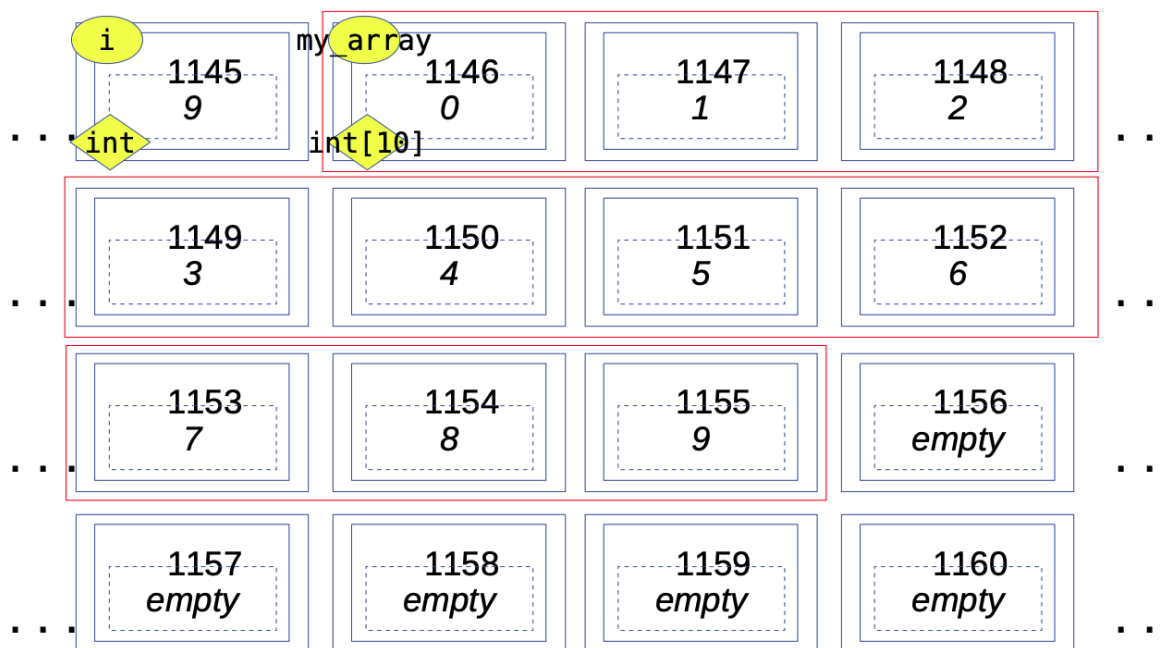 i my_array
1145 1146 1147 1148
9 0 1 2
... int int[10] ..
1149 1150 1151 1152
3 4 5 6
... ..
1153 1154 1155 1156
7 8 9 empty
... ..
1157 1158 1159 1160
empty empty empty empty
... ..